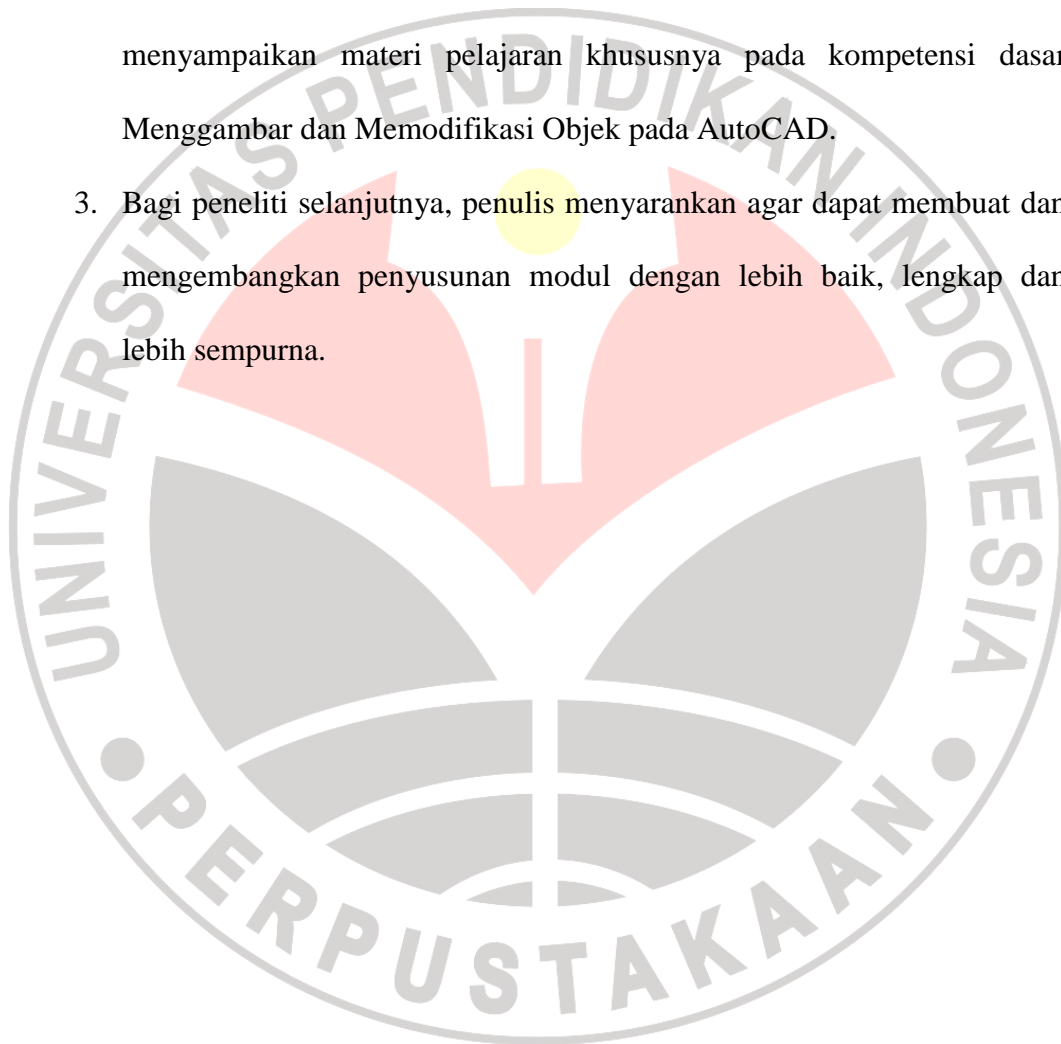 menyampaikan materi pelajaran khususnya pada kompetensi dasar
Menggambar dan Memodifikasi Objek pada AutoCAD.
3. Bagi peneliti selanjutnya, penulis menyarankan agar dapat membuat dan
mengembangkan penyusunan modul dengan lebih baik, lengkap dan
lebih sempurna.
UNIVERSITAS PENDIDIKAN INDONESIA
PERPUSTAKAAN